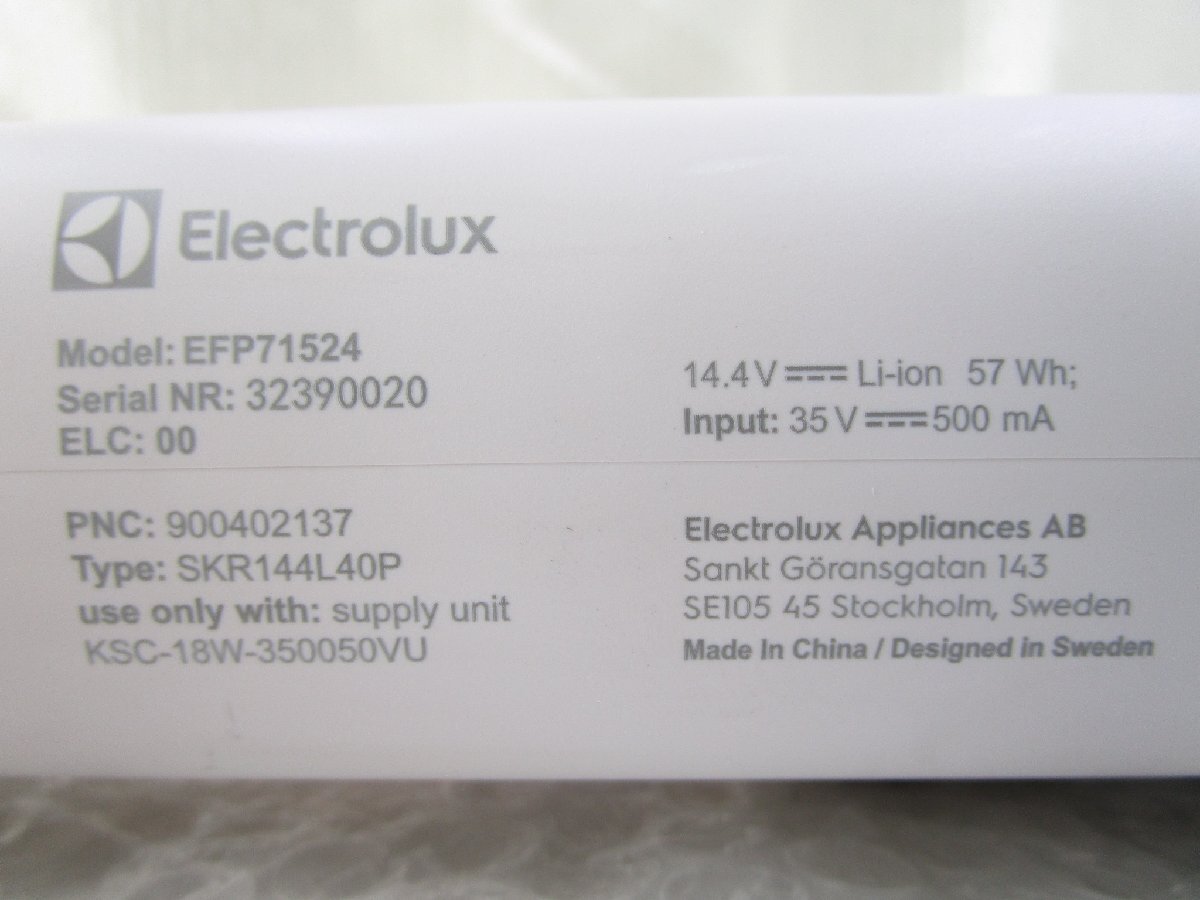 Electrolux
Model: EFP71524
Serial NR: 32390020
ELC: 00
14.4V ⎓ Li-ion 57 Wh;
Input: 35 V ⎓ 500 mA
PNC: 900402137
Type: SKR144L40P
use only with: supply unit
KSC-18W-350050VU
Electrolux Appliances AB
Sankt Göransgatan 143
SE105 45 Stockholm, Sweden
Made In China / Designed in Sweden